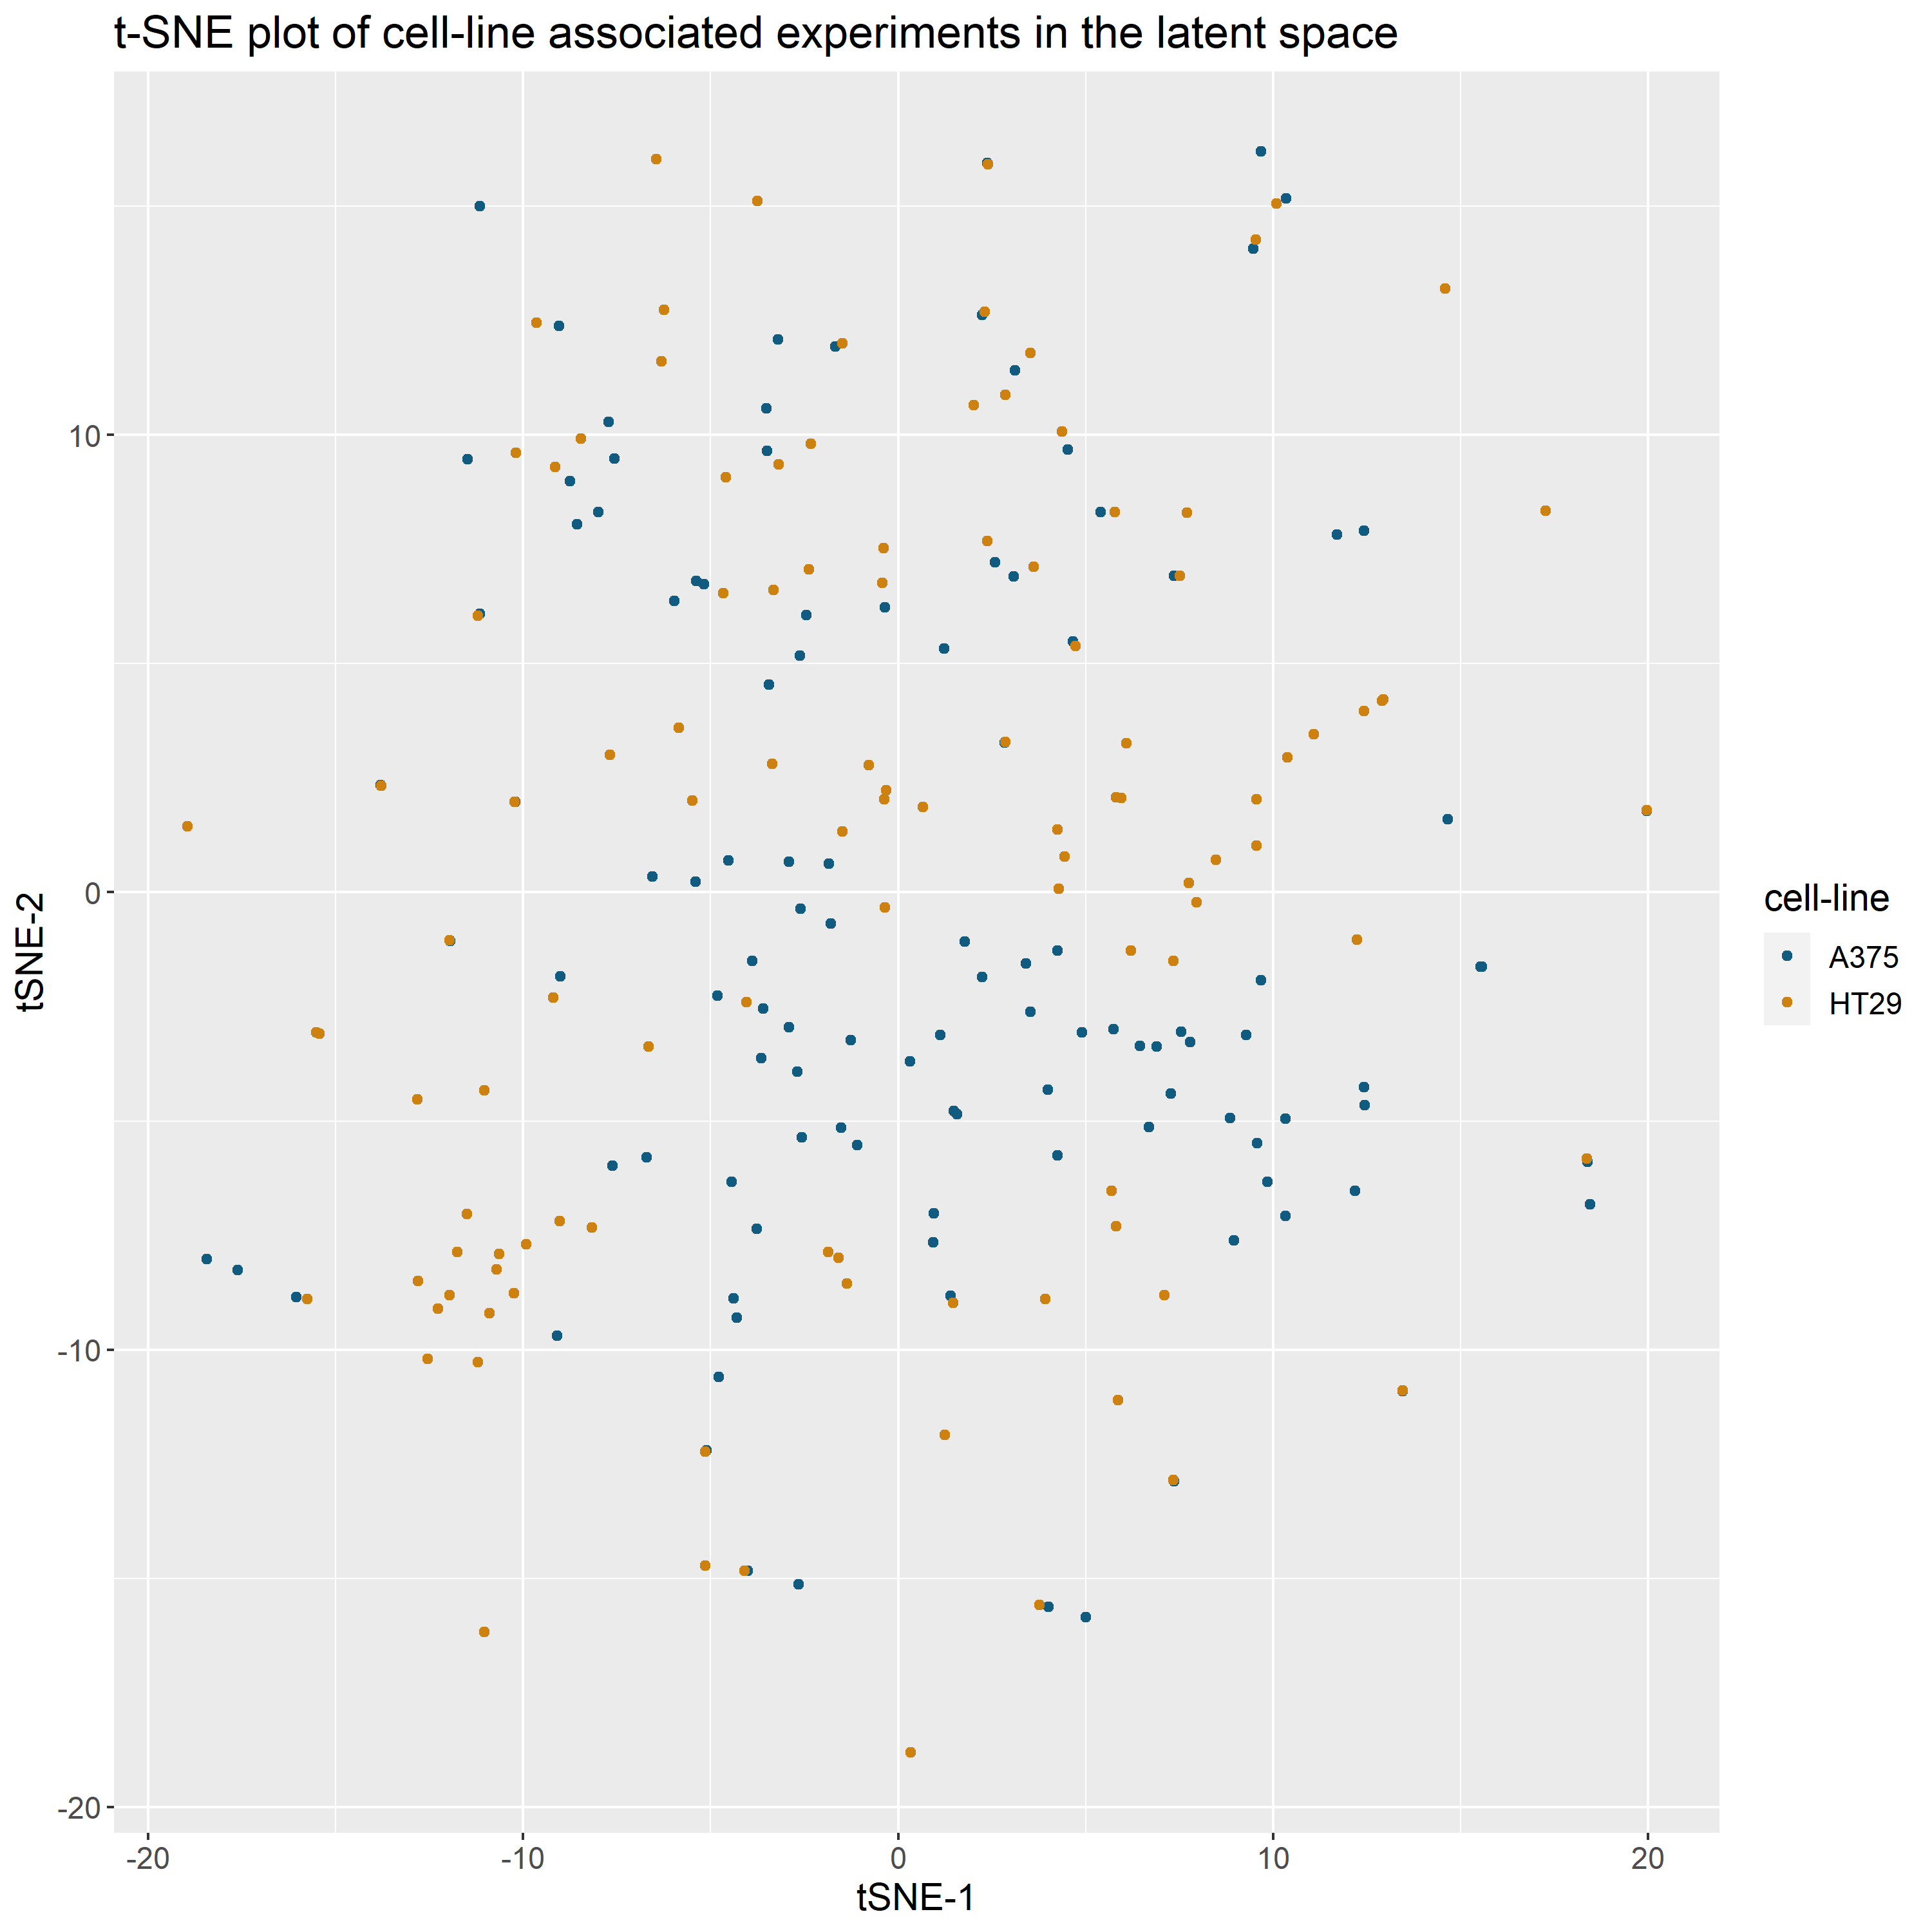 t-SNE plot of cell-line associated experiments in the latent space
10
0
-10
-20
tSNE-2
-20
-10
0
10
20
tSNE-1
cell-line
A375
HT29